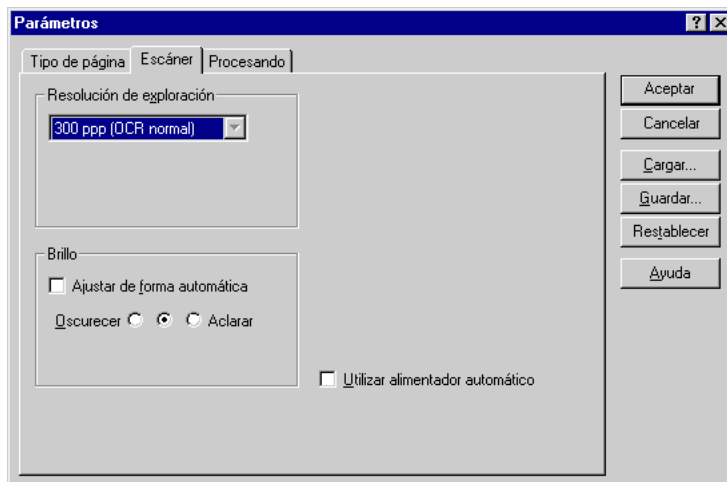 Parámetros
Tipo de página Escáner Procesando
Resolución de exploración
300 ppp (OCR normal)
Brillo
Ajustar de forma automática
Oscurecer Aclarar
Utilizar alimentador automático
Aceptar
Cancelar
Cargar...
Guardar...
Restablecer
Ayuda